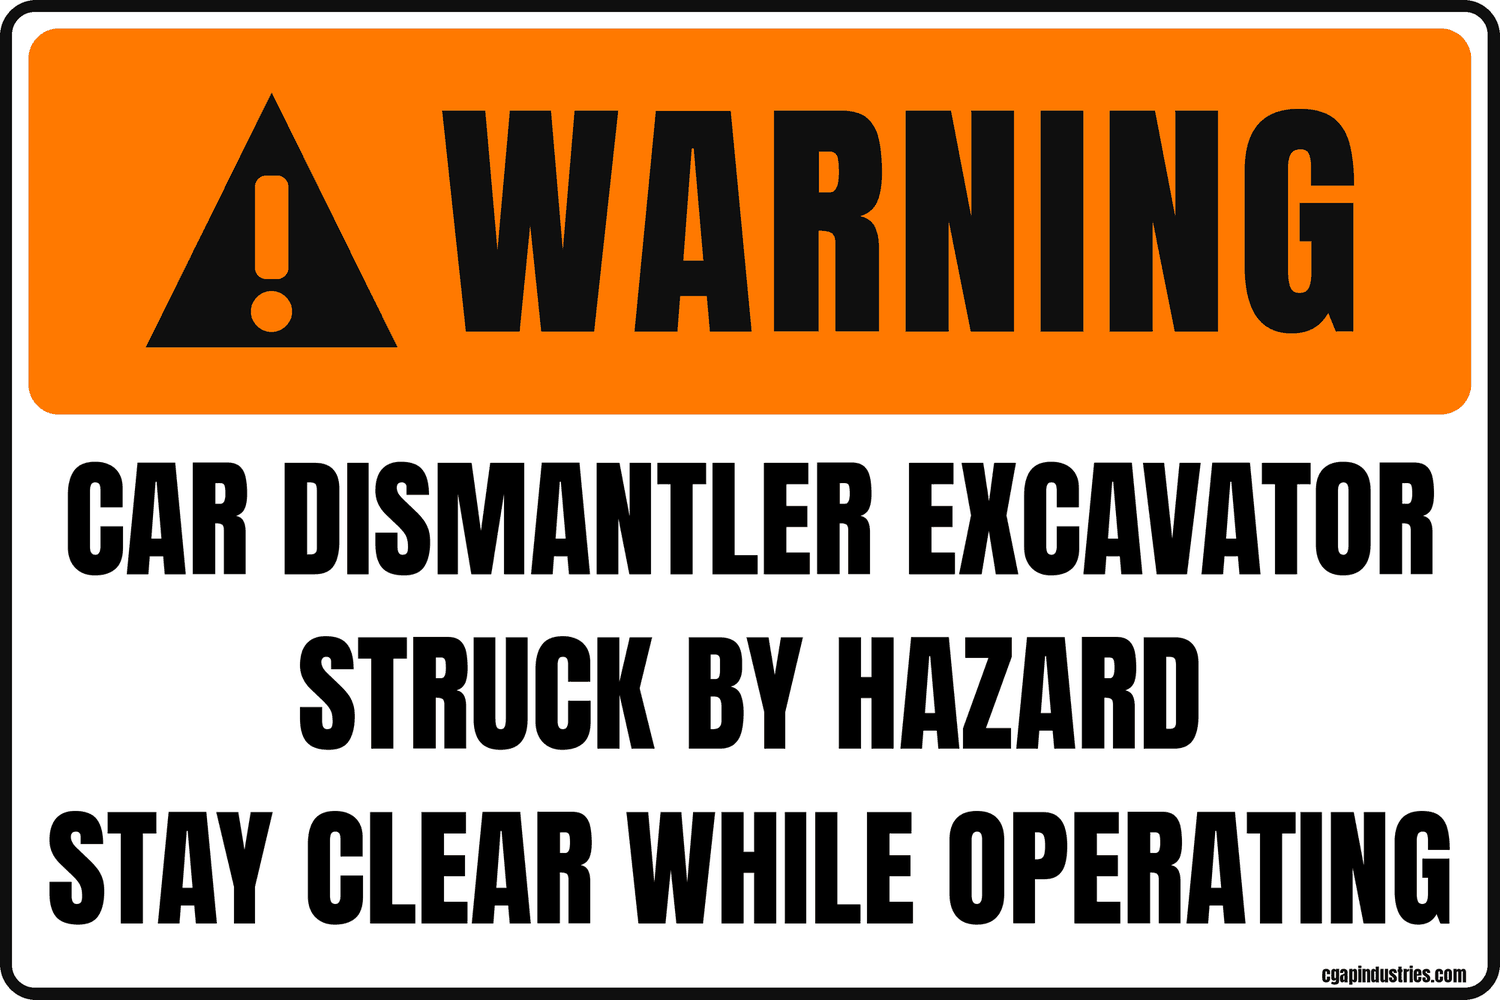 WARNING
CAR DISMANTLER EXCAVATOR
STRUCK BY HAZARD
STAY CLEAR WHILE OPERATING
cgapindustries.com